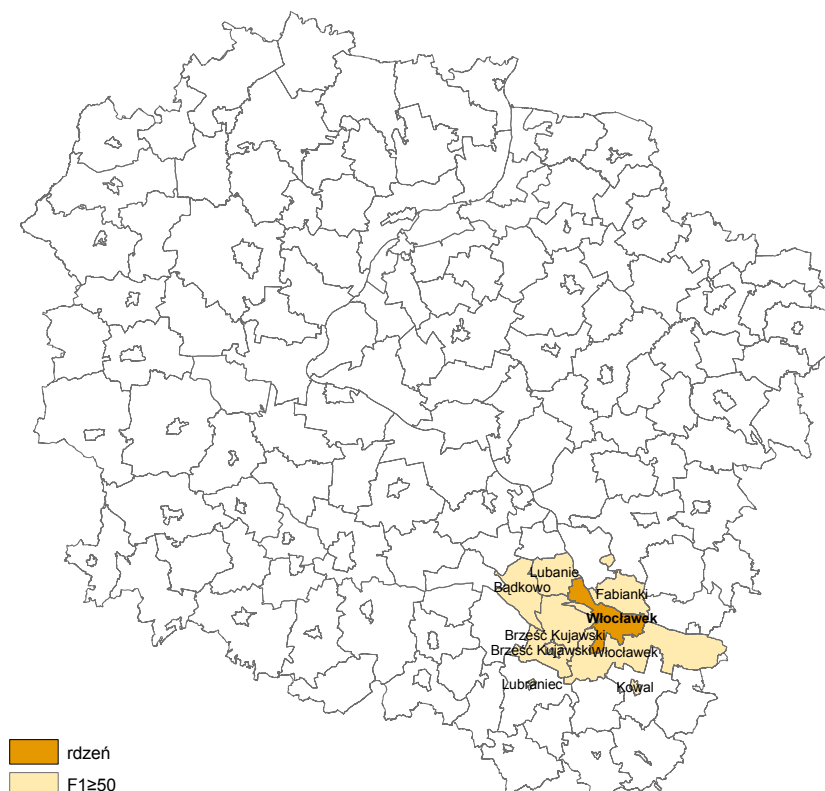 Lubanie
Bądkowo
Fabianki
Włocławek
Brześć Kujawski
Brześć Kujawski
Włocławek
Lubraniec
Kowal
rdzeń
F1≥50